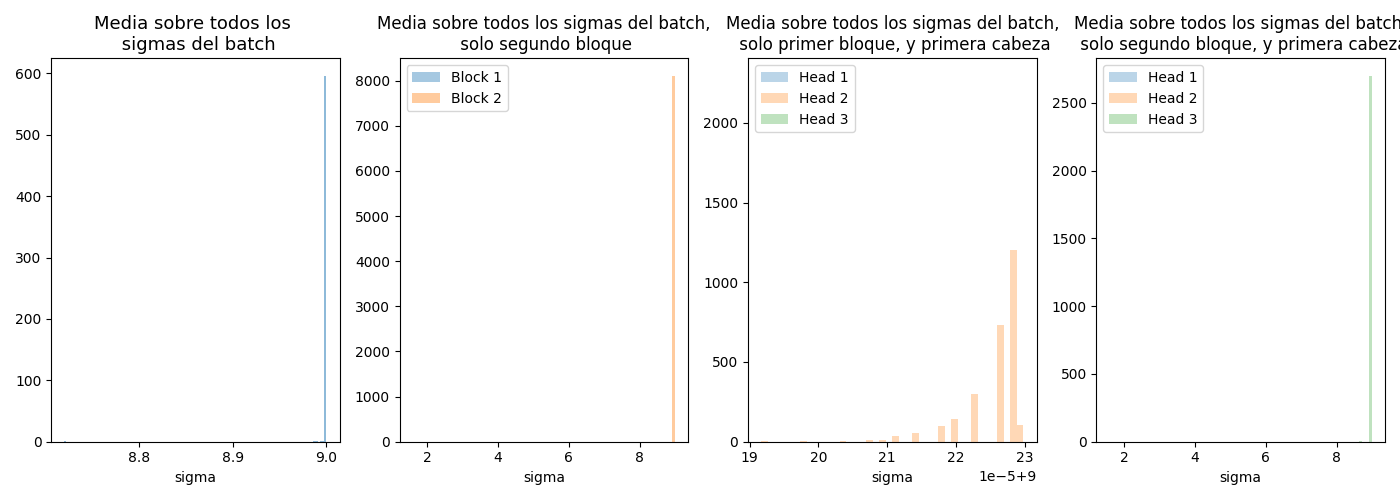 Media sobre todos los
sigmas del batch
600
500
400
300
200
100
0
8.8
8.9
9.0
sigma
Media sobre todos los sigmas del batch,
solo segundo bloque
Block 1
Block 2
8000
7000
6000
5000
4000
3000
2000
1000
0
2
4
6
8
sigma
Media sobre todos los sigmas del batch,
solo primer bloque, y primera cabeza
Head 1
Head 2
Head 3
2000
1500
1000
500
0
19
20
21
22
23
sigma
1e−5+9
Media sobre todos los sigmas del batch
solo segundo bloque, y primera cabeza
Head 1
Head 2
Head 3
2500
2000
1500
1000
500
0
2
4
6
8
sigma